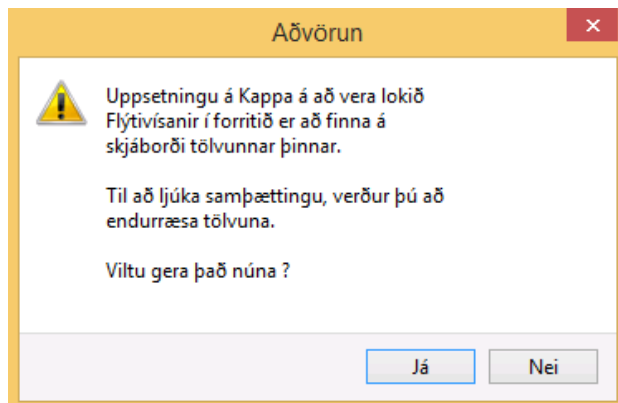 Aðvörun
Uppsetningu á Kappa á að vera lokið
Flýtivísanir í forritið er að finna á
skjáborði tölvunnar þinnar.
Til að ljúka samþættingu, verður þú að
endurræsa tölvuna.
Viltu gera það núna ?
Já
Nei